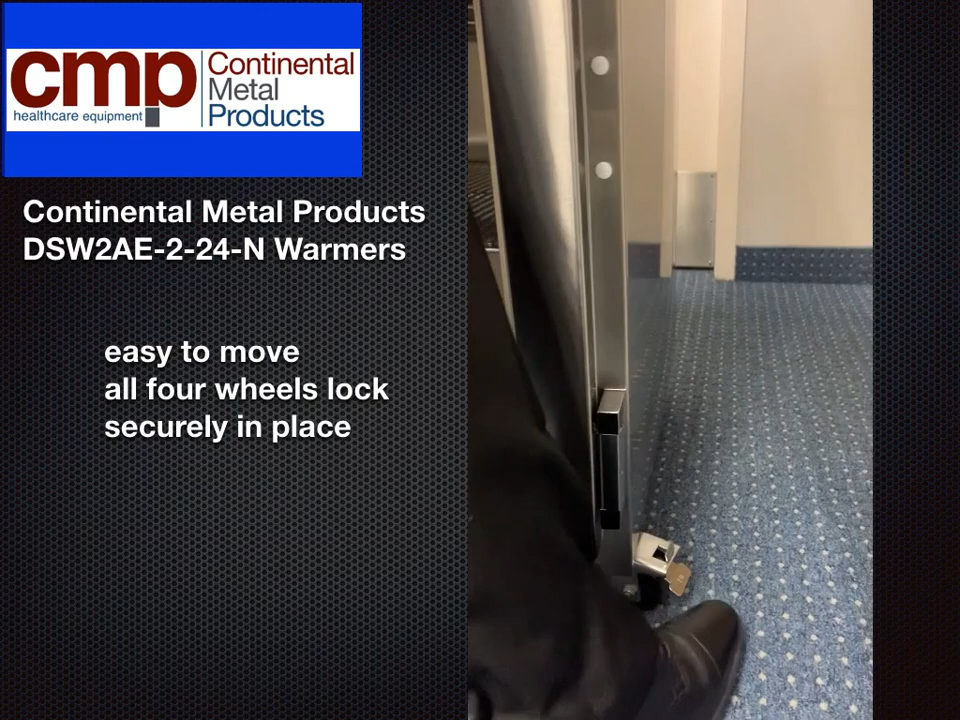 cmp
healthcare equipment
Continental
Metal
Products
Continental Metal Products
DSW2AE-2-24-N Warmers
easy to move
all four wheels lock
securely in place